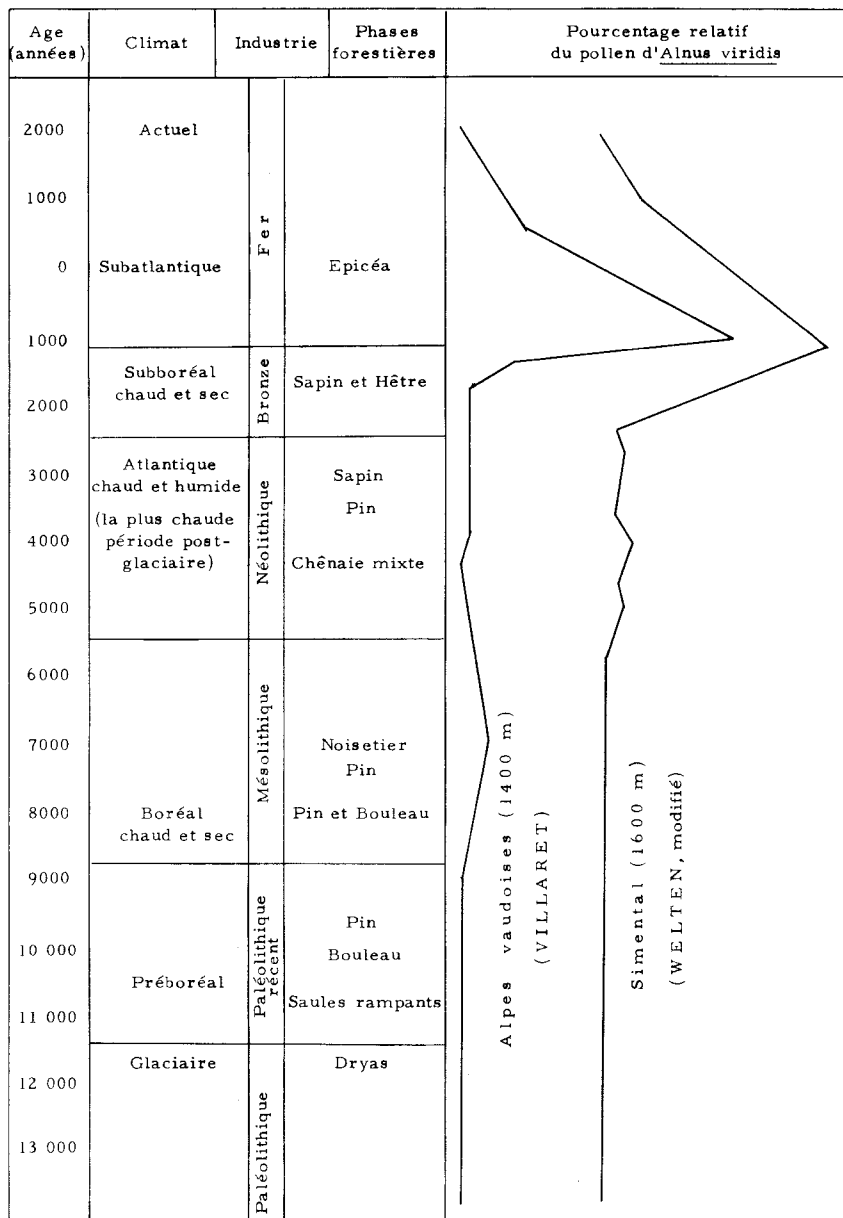 Age
(années)
Climat
Industrie
Phases
forestières
Pourcentage relatif
du pollen d'Alnus viridis
2000
1000
0
1000
2000
3000
4000
5000
6000
7000
8000
9000
10 000
11 000
12 000
13 000
Actuel
Subatlantique
Subboréal
chaud et sec
Atlantique
chaud et humide
(la plus chaude
période post-
glaciaire)
Boréal
chaud et sec
Préboréal
Glaciaire
Fer
Bronze
Néolithique
Mésolithique
Paléolithique
récent
Paléolithique
Epicéa
Sapin et Hêtre
Sapin
Pin
Chênaie mixte
Noisetier
Pin
Pin et Bouleau
Pin
Bouleau
Saules rampants
Dryas
Alpes vaudoises (1400 m)
(VILLARET)
Simental (1600 m)
(WELTEN, modifié)